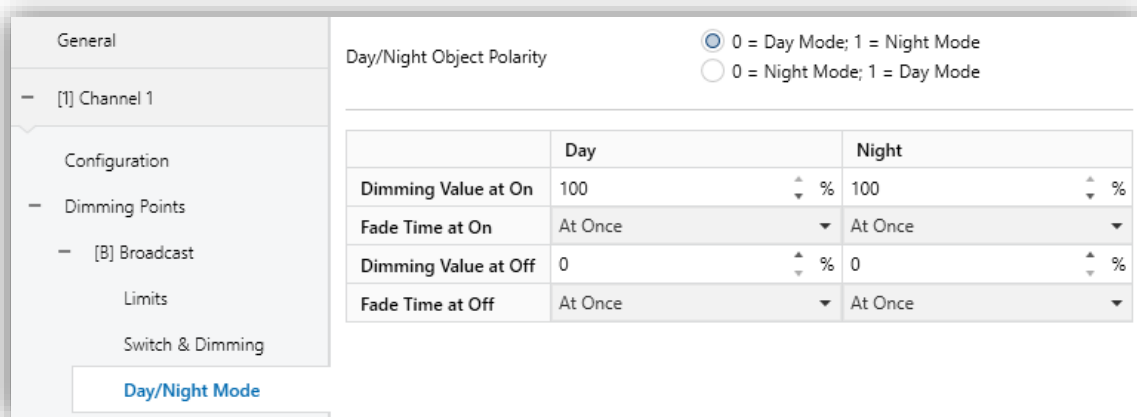 General
[1] Channel 1
Configuration
Dimming Points
[B] Broadcast
Limits
Switch & Dimming
Day/Night Mode
Day/Night Object Polarity
0 = Day Mode; 1 = Night Mode
0 = Night Mode; 1 = Day Mode
Day Night
Dimming Value at On 100 % 100 %
Fade Time at On At Once At Once
Dimming Value at Off 0 % 0 %
Fade Time at Off At Once At Once